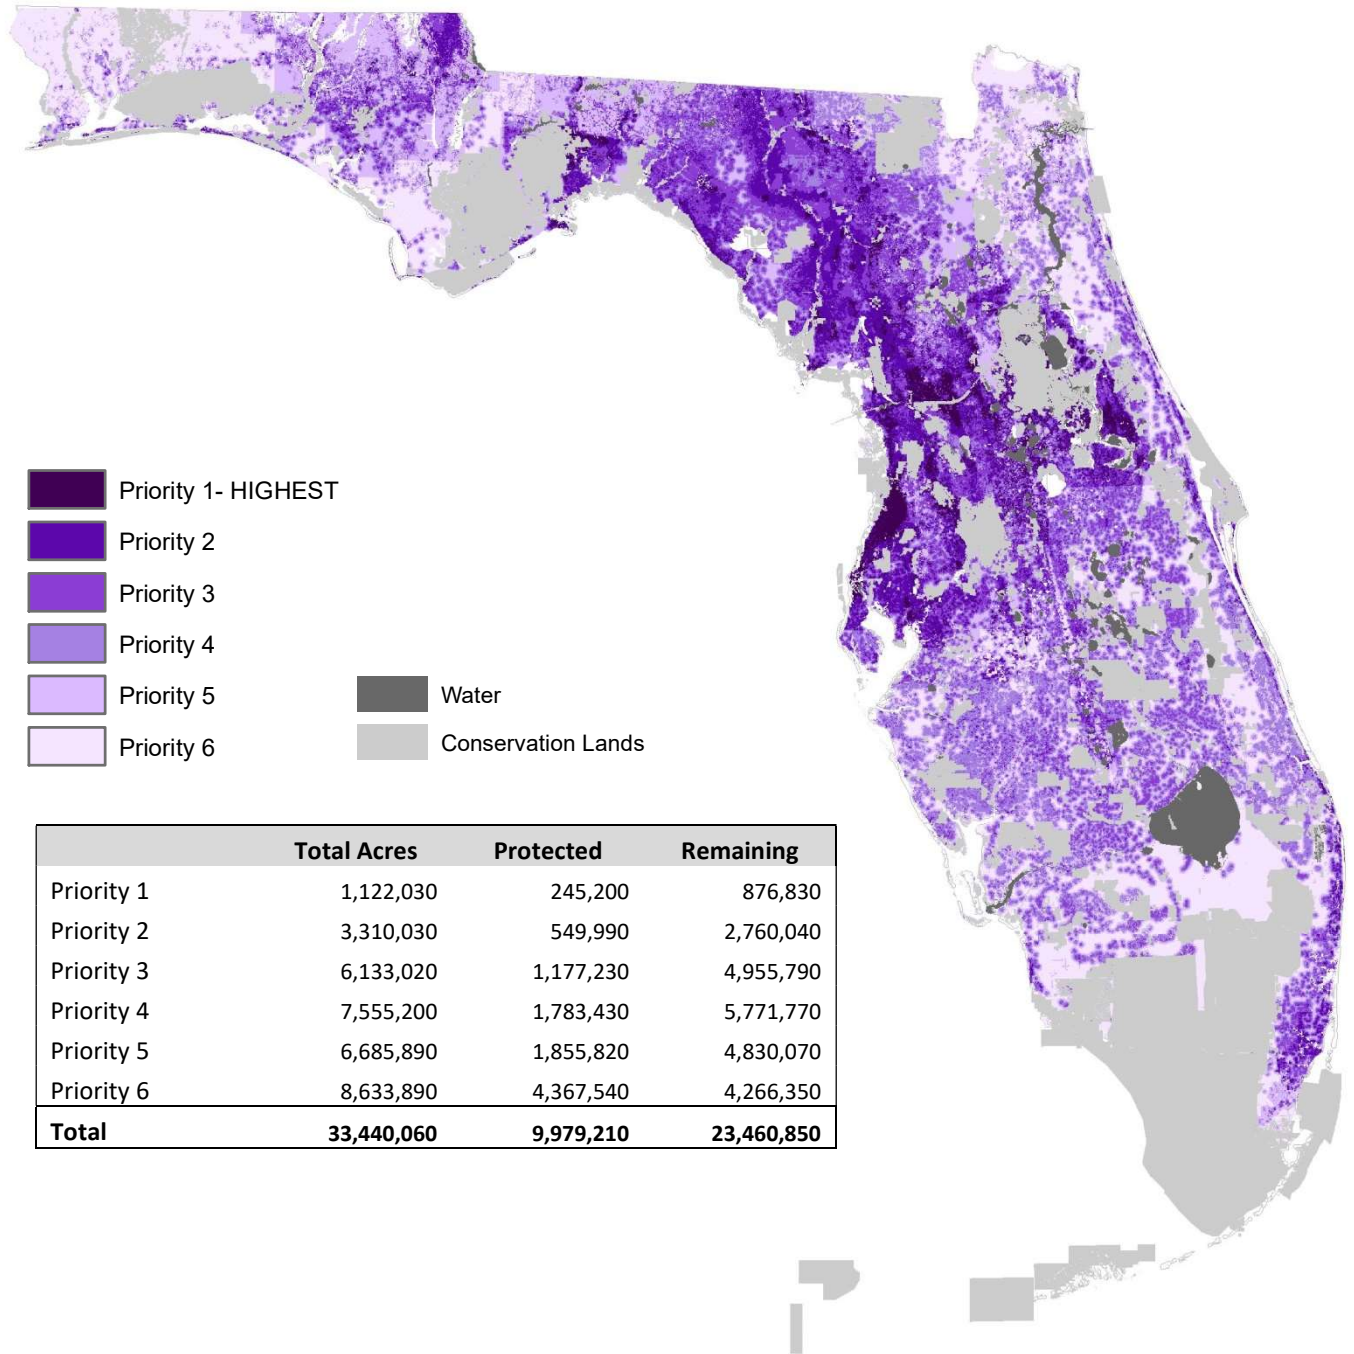 Priority 1- HIGHEST
Priority 2
Priority 3
Priority 4
Priority 5
Priority 6
Water
Conservation Lands
Total Acres Protected Remaining
Priority 1 1,122,030 245,200 876,830
Priority 2 3,310,030 549,990 2,760,040
Priority 3 6,133,020 1,177,230 4,955,790
Priority 4 7,555,200 1,783,430 5,771,770
Priority 5 6,685,890 1,855,820 4,830,070
Priority 6 8,633,890 4,367,540 4,266,350
Total 33,440,060 9,979,210 23,460,850